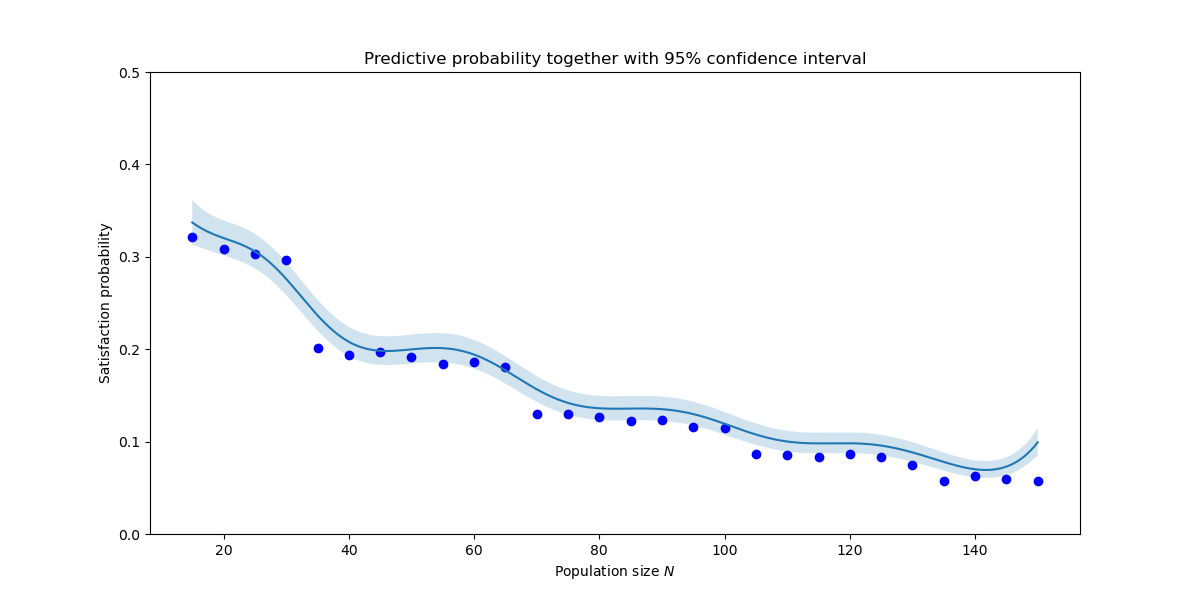 Predictive probability together with 95% confidence interval
0.5
0.4
0.3
0.2
0.1
0.0
Satisfaction probability
20 40 60 80 100 120 140
Population size N